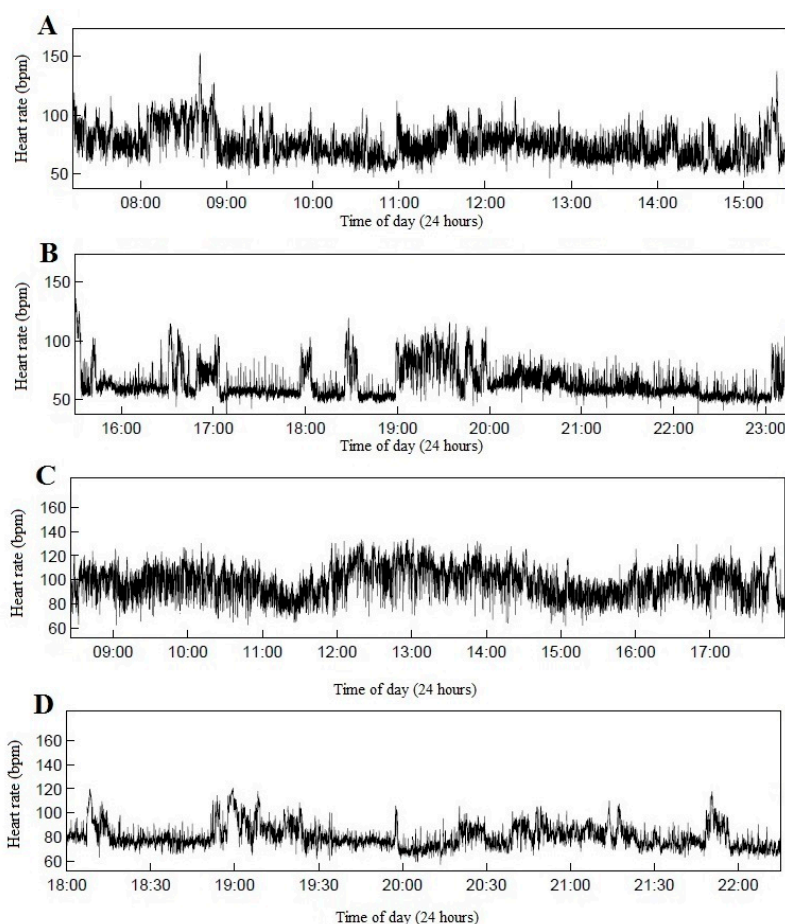 A
Heart rate (bpm)
150
100
50
08:00 09:00 10:00 11:00 12:00 13:00 14:00 15:00
Time of day (24 hours)
B
Heart rate (bpm)
150
100
50
16:00 17:00 18:00 19:00 20:00 21:00 22:00 23:00
Time of day (24 hours)
C
Heart rate (bpm)
160
140
120
100
80
60
09:00 10:00 11:00 12:00 13:00 14:00 15:00 16:00 17:00
Time of day (24 hours)
D
Heart rate (bpm)
160
140
120
100
80
60
18:00 18:30 19:00 19:30 20:00 20:30 21:00 21:30 22:00
Time of day (24 hours)